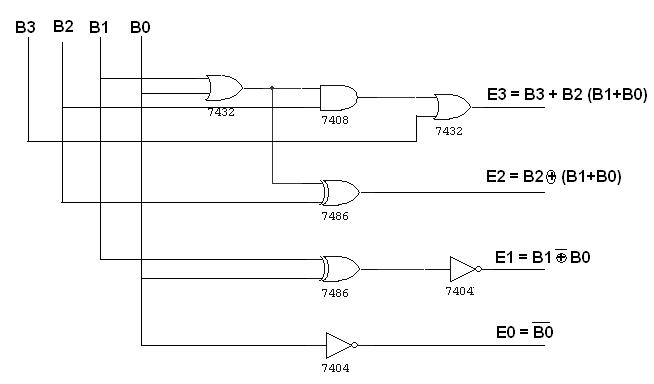 B3 B2 B1 B0
E3 = B3 + B2 (B1+B0)
7432
7408
7432
E2 = B2 ⊕ (B1+B0)
7486
E1 = B1 ⊕̅ B0
7486
7404
E0 = B̅0̅
7404